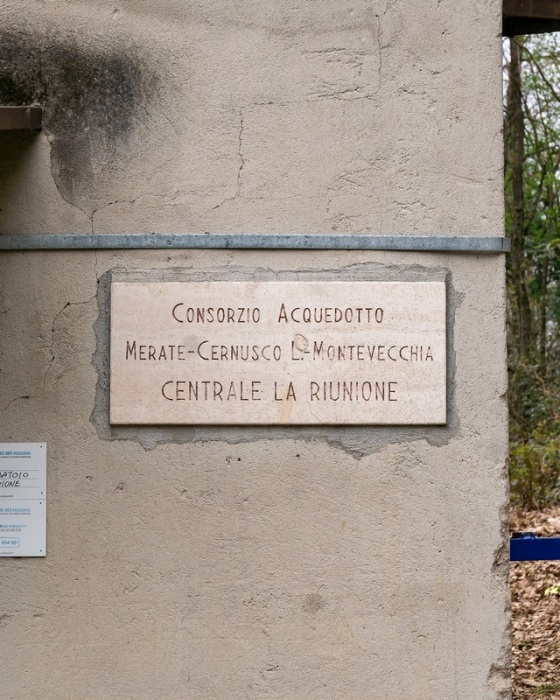 CONSORZIO ACQUEDOTTO
MERATE-CERNUSCO L.-MONTEVECCHIA
CENTRALE LA RIUNIONE